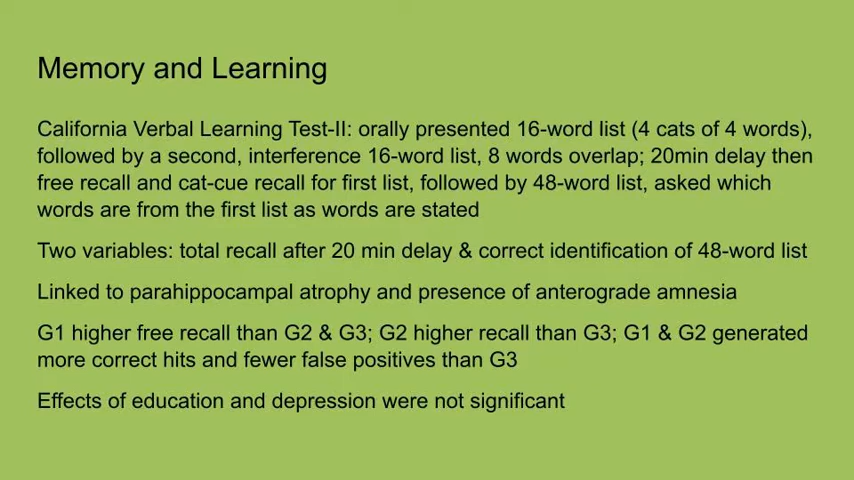 Memory and Learning
California Verbal Learning Test-II: orally presented 16-word list (4 cats of 4 words),
followed by a second, interference 16-word list, 8 words overlap; 20min delay then
free recall and cat-cue recall for first list, followed by 48-word list, asked which
words are from the first list as words are stated
Two variables: total recall after 20 min delay & correct identification of 48-word list
Linked to parahippocampal atrophy and presence of anterograde amnesia
G1 higher free recall than G2 & G3; G2 higher recall than G3; G1 & G2 generated
more correct hits and fewer false positives than G3
Effects of education and depression were not significant